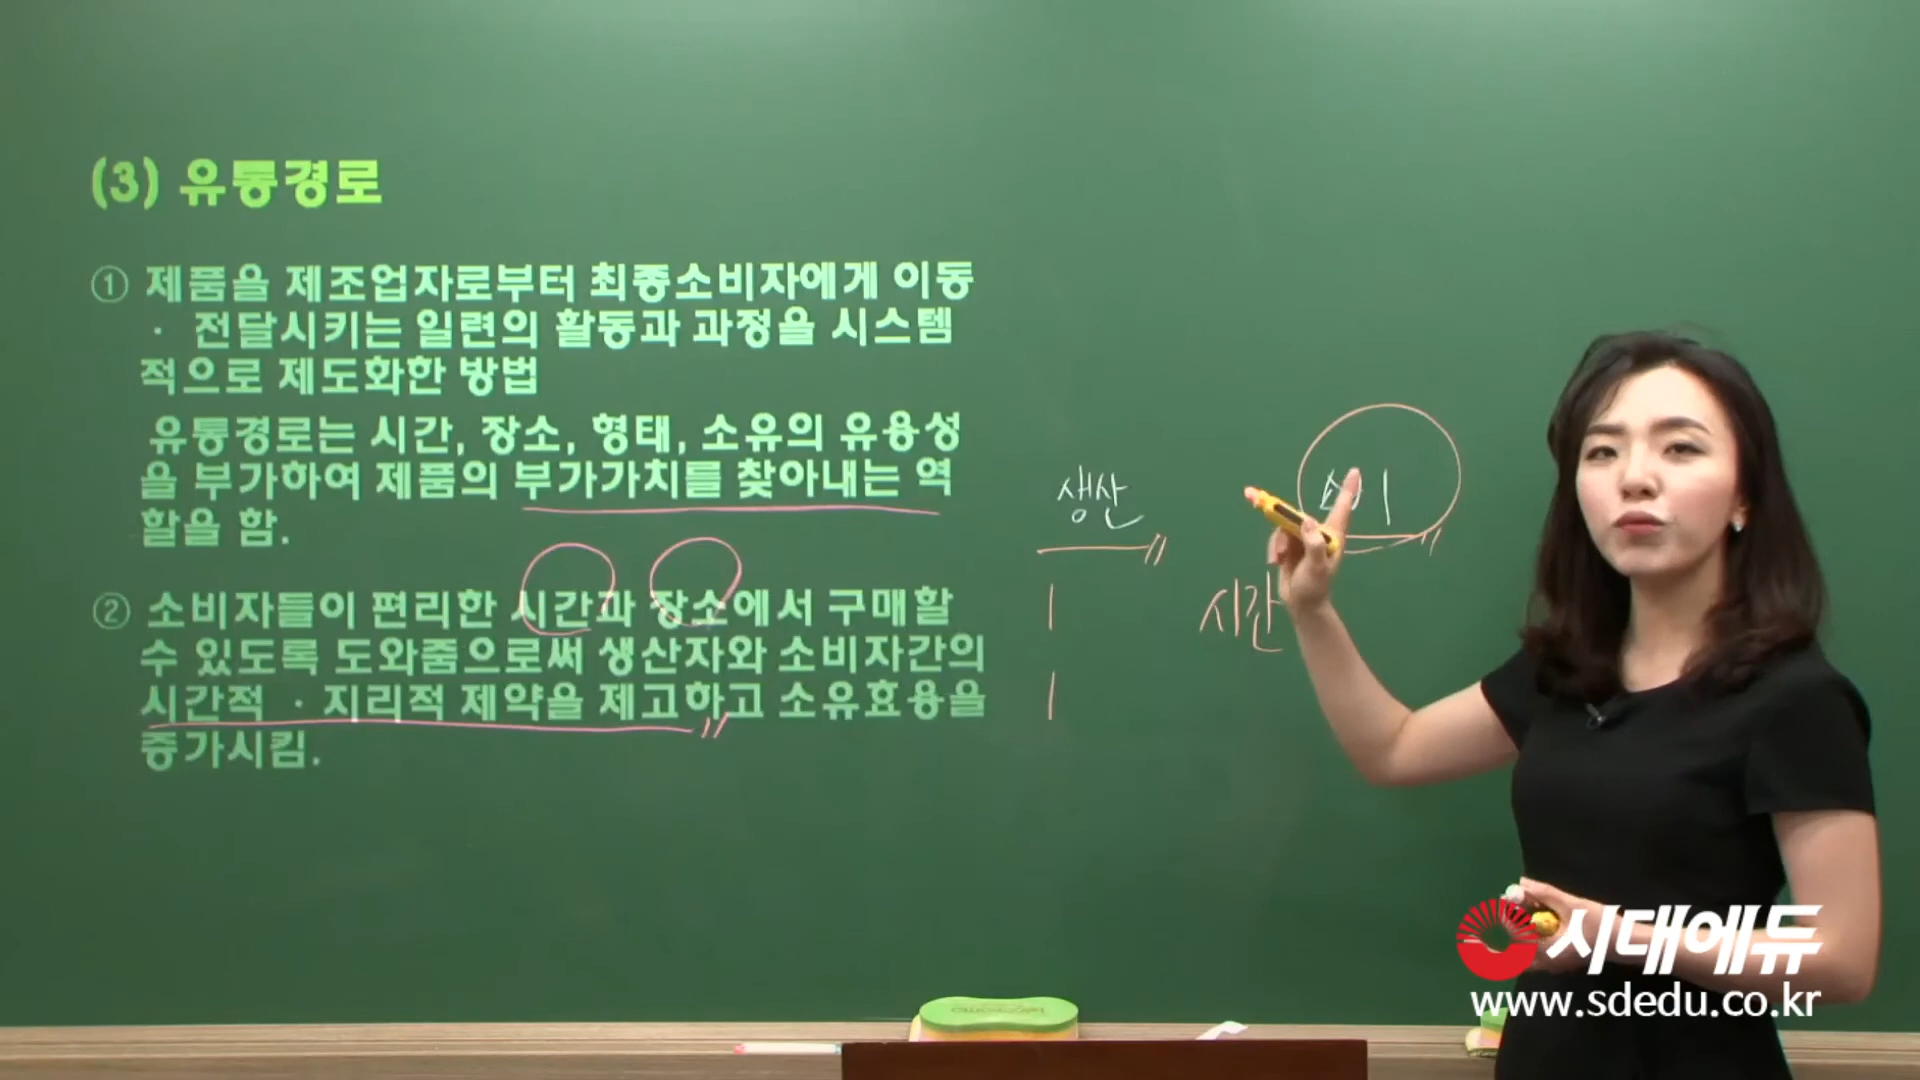 (3) 유통경로
① 제품을 제조업자로부터 최종소비자에게 이동
· 전달시키는 일련의 활동과 과정을 시스템
적으로 제도화한 방법
유통경로는 시간, 장소, 형태, 소유의 유용성
을 부가하여 제품의 부가가치를 찾아내는 역
할을 함.
② 소비자들이 편리한 시간과 장소에서 구매할
수 있도록 도와줌으로써 생산자와 소비자간의
시간적 · 지리적 제약을 제고하고 소유효용을
증가시킴.
생산
시간
시대에듀
www.sdedu.co.kr